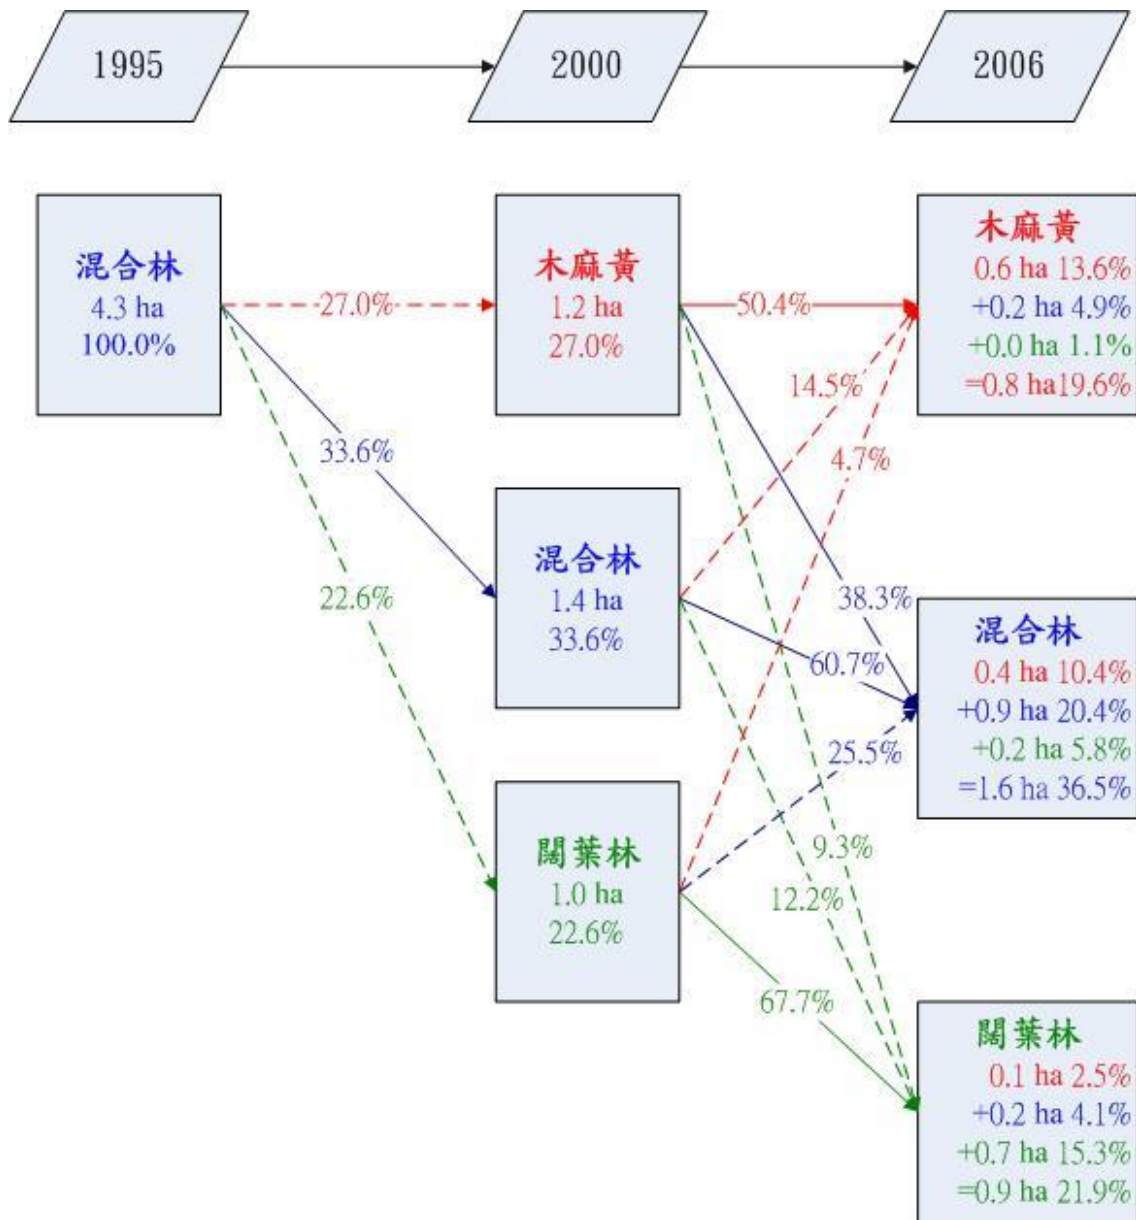 1995
2000
2006
混合林
4.3 ha
100.0%
27.0%
33.6%
22.6%
木麻黃
1.2 ha
27.0%
混合林
1.4 ha
33.6%
闊葉林
1.0 ha
22.6%
50.4%
14.5%
4.7%
38.3%
60.7%
25.5%
9.3%
12.2%
67.7%
木麻黃
0.6 ha 13.6%
+0.2 ha 4.9%
+0.0 ha 1.1%
=0.8 ha19.6%
混合林
0.4 ha 10.4%
+0.9 ha 20.4%
+0.2 ha 5.8%
=1.6 ha 36.5%
闊葉林
0.1 ha 2.5%
+0.2 ha 4.1%
+0.7 ha 15.3%
=0.9 ha 21.9%